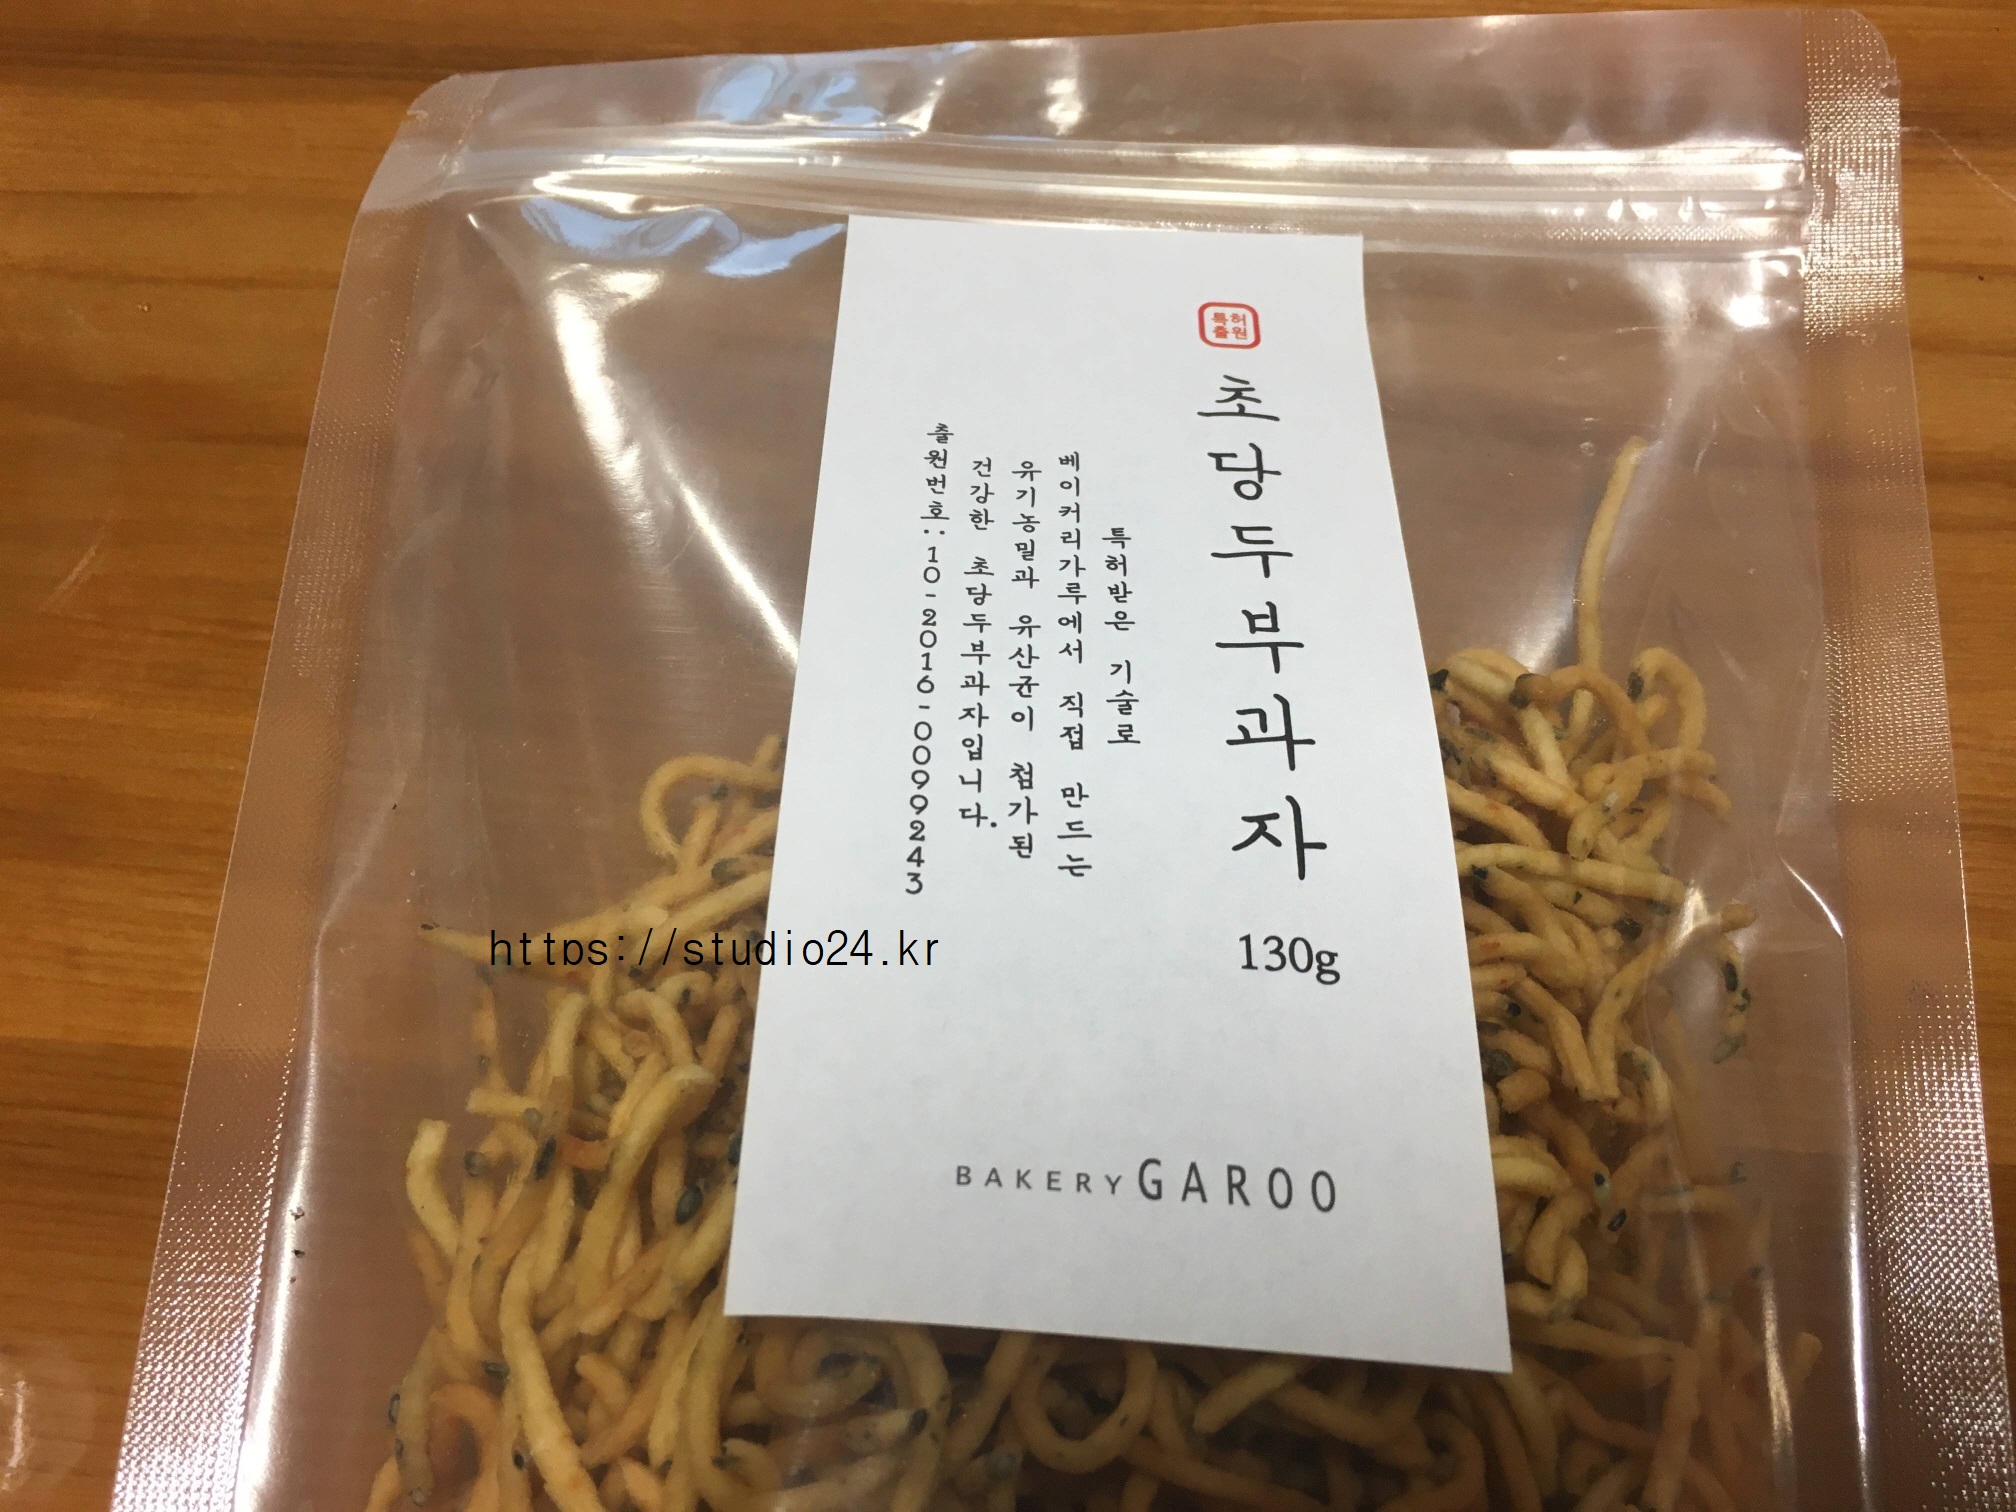 특허
출원
초당두부과자
130g
특허받은 기술로
베이커리가루에서 직접 만드는
유기농밀과 유산균이 첨가된
건강한 초당두부과자입니다.
출원번호:10-2016-0099243
BAKERY GAROO
https://studio24.kr